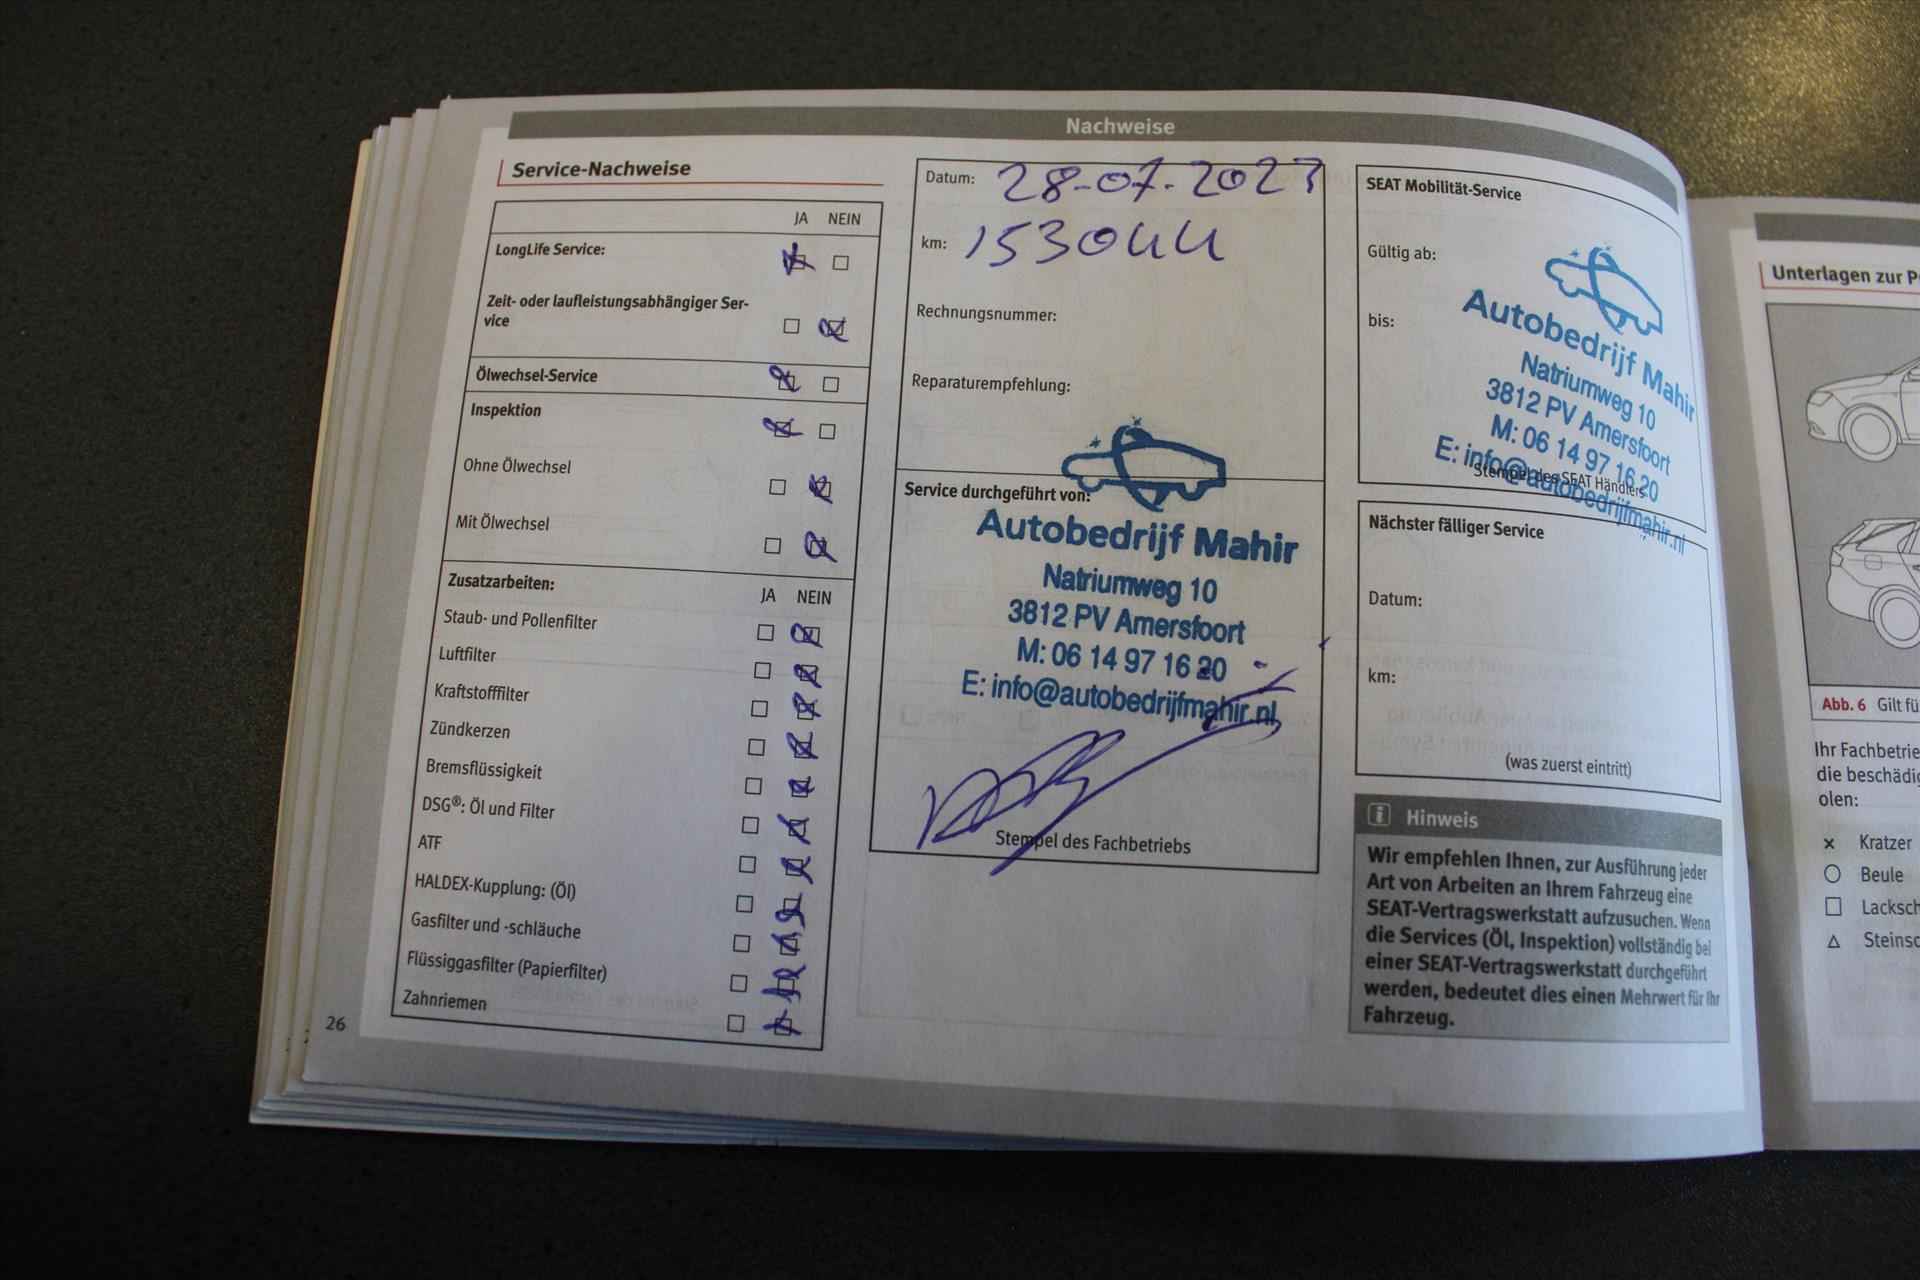 Nachweise
Service-Nachweise
JA NEIN
LongLife Service:
Zeit- oder laufleistungsabhängiger Ser-
vice
Ölwechsel-Service
Inspektion
Ohne Ölwechsel
Mit Ölwechsel
Zusatzarbeiten:
JA NEIN
Staub- und Pollenfilter
Luftfilter
Kraftstofffilter
Zündkerzen
Bremsflüssigkeit
DSG®: Öl und Filter
ATF
HALDEX-Kupplung: (Öl)
Gasfilter und -schläuche
Flüssiggasfilter (Papierfilter)
Zahnriemen
26
Datum: 28-07-2023
km: 153044
Rechnungsnummer:
Reparaturempfehlung:
Service durchgeführt von:
Autobedrijf Mahir
Natriumweg 10
3812 PV Amersfoort
M: 06 14 97 16 20
E: info@autobedrijfmahir.nl
Stempel des Fachbetriebs
SEAT Mobilität-Service
Gültig ab:
bis:
Autobedrijf Mahir
Natriumweg 10
3812 PV Amersfoort
M: 06 14 97 16 20
E: info@autobedrijfmahir.nl
Stempel des SEAT Händlers
Nächster fälliger Service
Datum:
km:
(was zuerst eintritt)
Hinweis
Wir empfehlen Ihnen, zur Ausführung jeder
Art von Arbeiten an Ihrem Fahrzeug eine
SEAT-Vertragswerkstatt aufzusuchen. Wenn
die Services (Öl, Inspektion) vollständig bei
einer SEAT-Vertragswerkstatt durchgeführt
werden, bedeutet dies einen Mehrwert für Ihr
Fahrzeug.
Unterlagen zur
Abb. 6 Gilt
Ihr
die
olen:
Kratzer
Beule